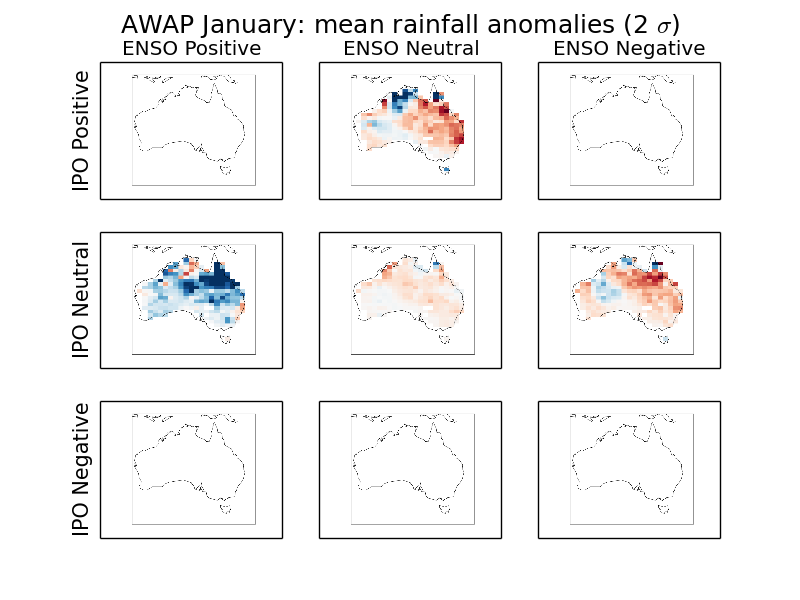 AWAP January: mean rainfall anomalies (2 σ)
ENSO Positive ENSO Neutral ENSO Negative
IPO Positive
IPO Neutral
IPO Negative